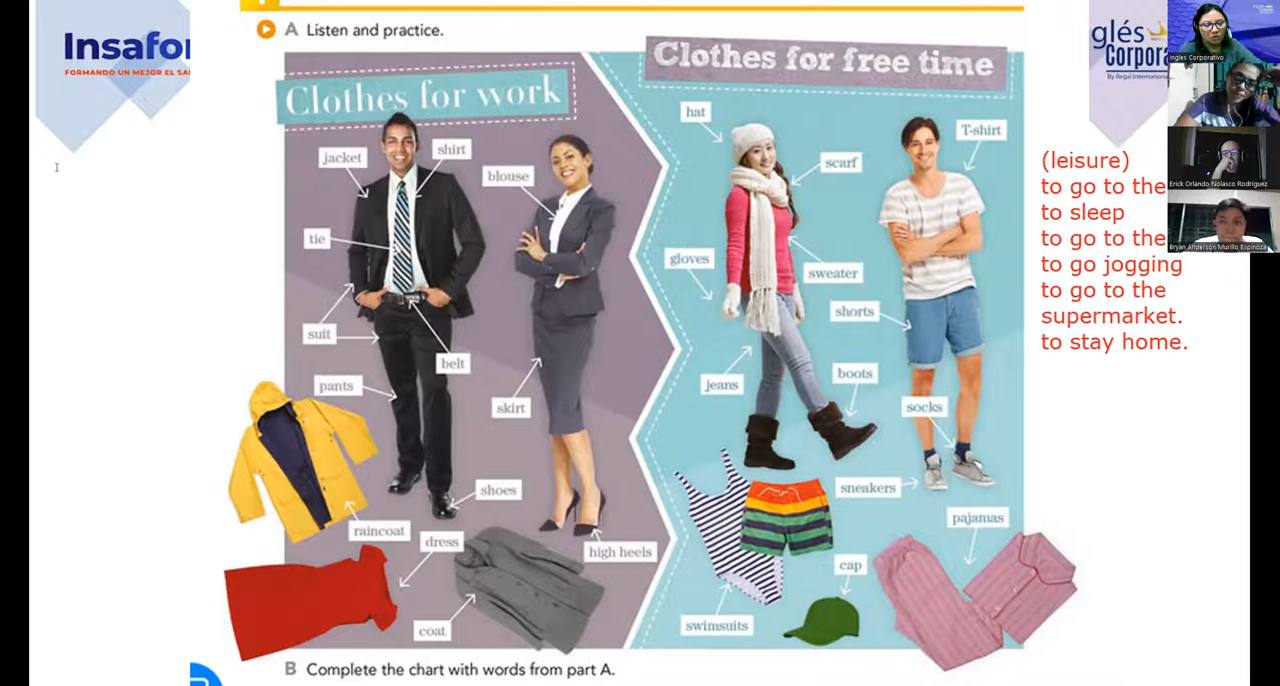 Insafor
FORMANDO UN MEJOR EL SA
A Listen and practice.
Clothes for work
jacket
shirt
blouse
tie
suit
belt
pants
skirt
shoes
raincoat
dress
high heels
coat
Clothes for free time
hat
T-shirt
scarf
gloves
sweater
shorts
jeans
boots
socks
sneakers
pajamas
cap
swimsuits
B Complete the chart with words from part A.
glés
Corpora
By Regal Internationa
(leisure)
to go to the
to sleep
to go to the
to go jogging
to go to the
supermarket.
to stay home.
Ingles Corporativo
Erick Orlando Nolasco Rodriguez
Bryan Anderson Murillo Espinoza